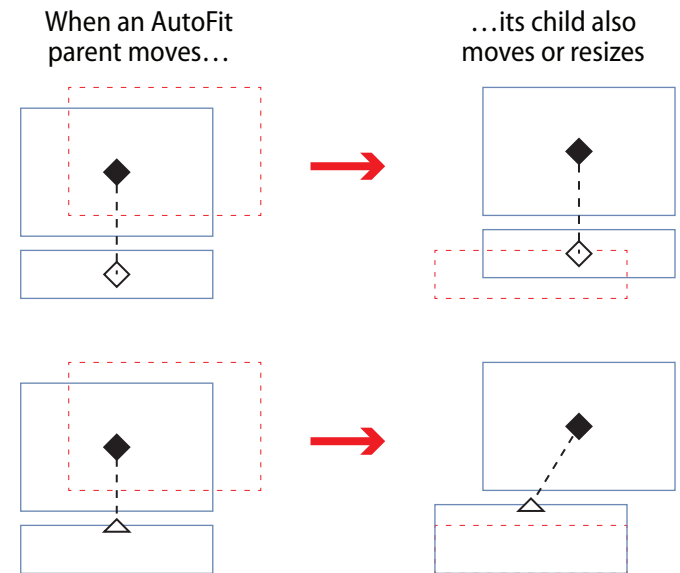 When an AutoFit
parent moves…
…its child also
moves or resizes